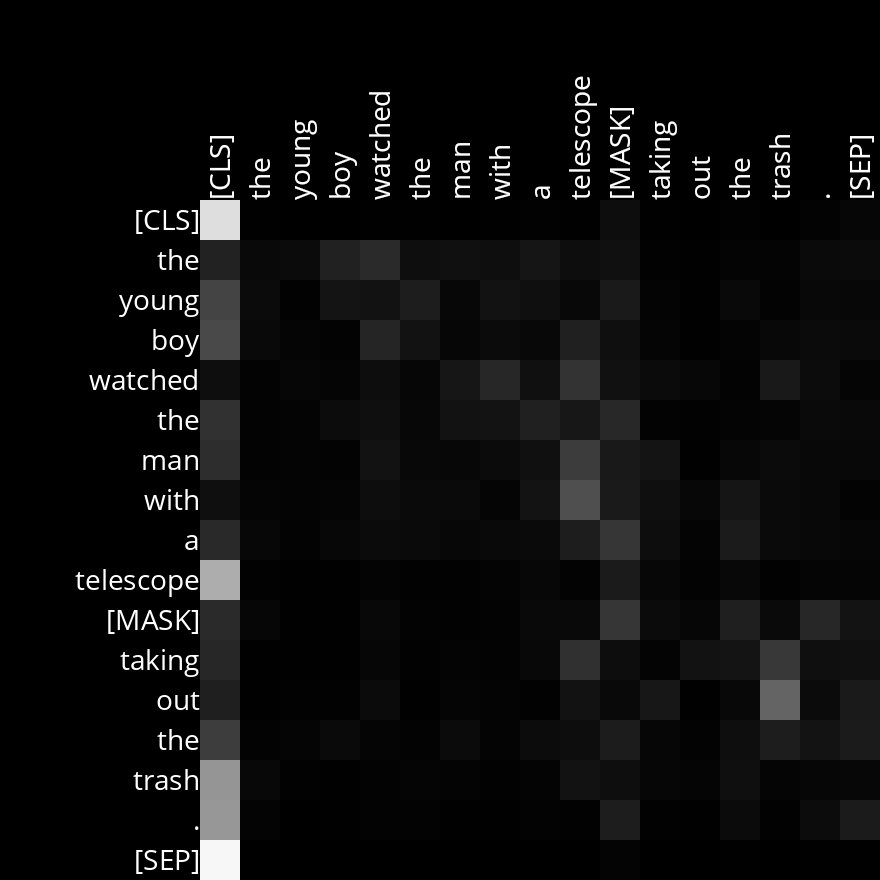 [CLS] the young boy watched the man with a telescope [MASK] taking out the trash . [SEP]
[CLS]
the
young
boy
watched
the
man
with
a
telescope
[MASK]
taking
out
the
trash
.
[SEP]